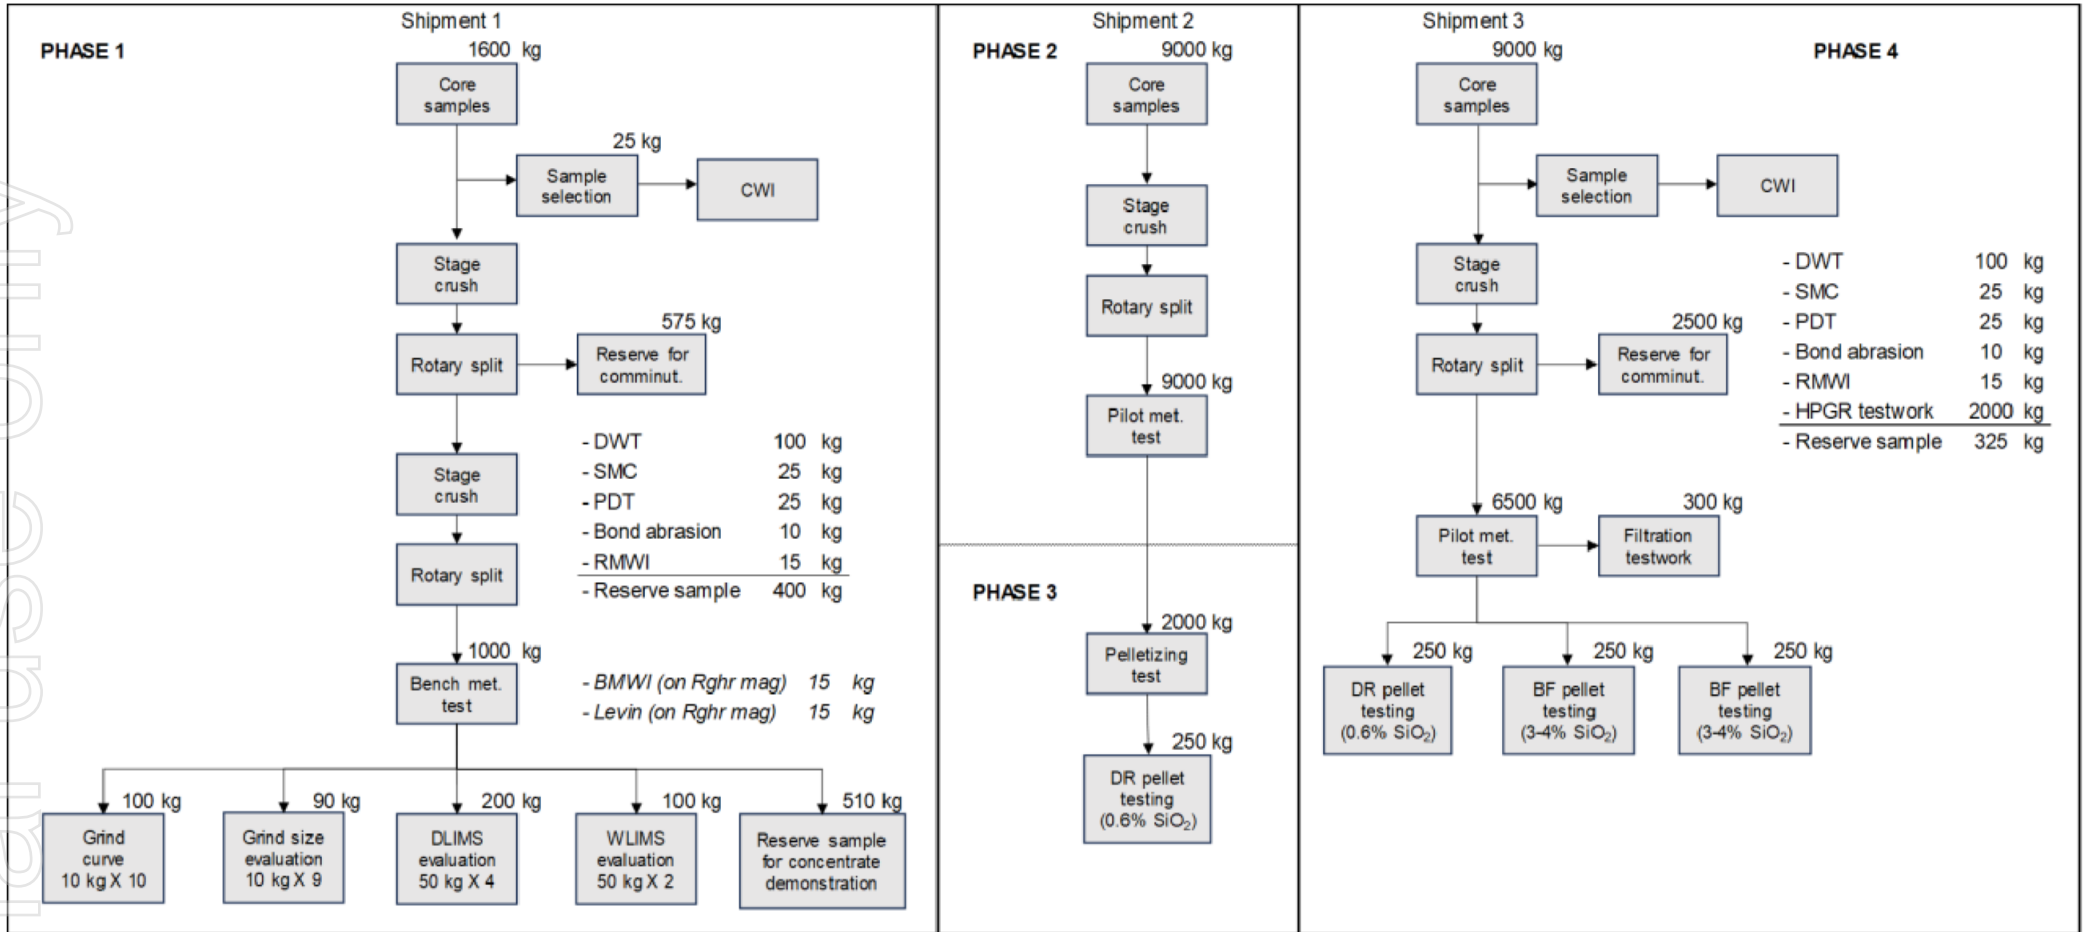 Shipment 1
PHASE 1
1600 kg
Core
samples
25 kg
Sample
selection
CWI
Stage
crush
575 kg
Rotary split
Reserve for
comminut.
- DWT 100 kg
- SMC 25 kg
- PDT 25 kg
- Bond abrasion 10 kg
- RMWI 15 kg
- Reserve sample 400 kg
Stage
crush
Rotary split
1000 kg
Bench met.
test
- BMWI (on Rghr mag) 15 kg
- Levin (on Rghr mag) 15 kg
100 kg
Grind
curve
10 kg X 10
90 kg
Grind size
evaluation
10 kg X 9
200 kg
DLIMS
evaluation
50 kg X 4
100 kg
WLIMS
evaluation
50 kg X 2
510 kg
Reserve sample
for concentrate
demonstration
Shipment 2
PHASE 2
9000 kg
Core
samples
Stage
crush
Rotary split
9000 kg
Pilot met.
test
PHASE 3
2000 kg
Pelletizing
test
250 kg
DR pellet
testing
(0.6% SiO₂)
Shipment 3
9000 kg
PHASE 4
Core
samples
Sample
selection
CWI
Stage
crush
2500 kg
Rotary split
Reserve for
comminut.
- DWT 100 kg
- SMC 25 kg
- PDT 25 kg
- Bond abrasion 10 kg
- RMWI 15 kg
- HPGR testwork 2000 kg
- Reserve sample 325 kg
6500 kg
Pilot met.
test
300 kg
Filtration
testwork
250 kg
DR pellet
testing
(0.6% SiO₂)
250 kg
BF pellet
testing
(3-4% SiO₂)
250 kg
BF pellet
testing
(3-4% SiO₂)